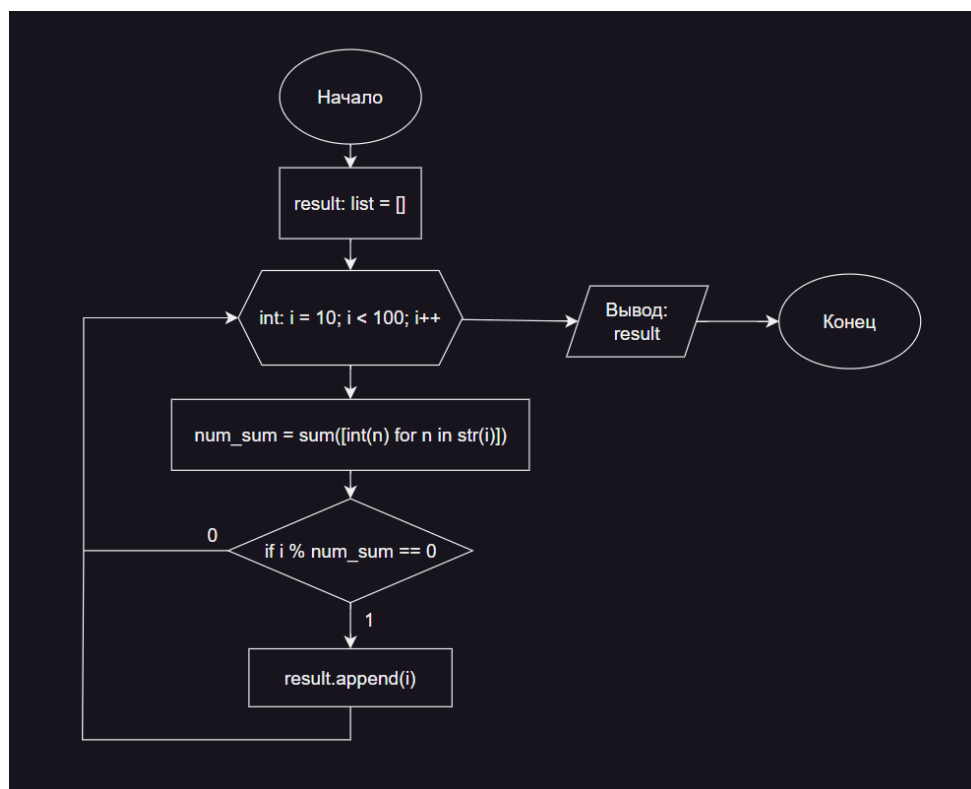 Начало
result: list = []
int: i = 10; i < 100; i++
Вывод:
result
Конец
num_sum = sum([int(n) for n in str(i)])
0
if i % num_sum == 0
1
result.append(i)